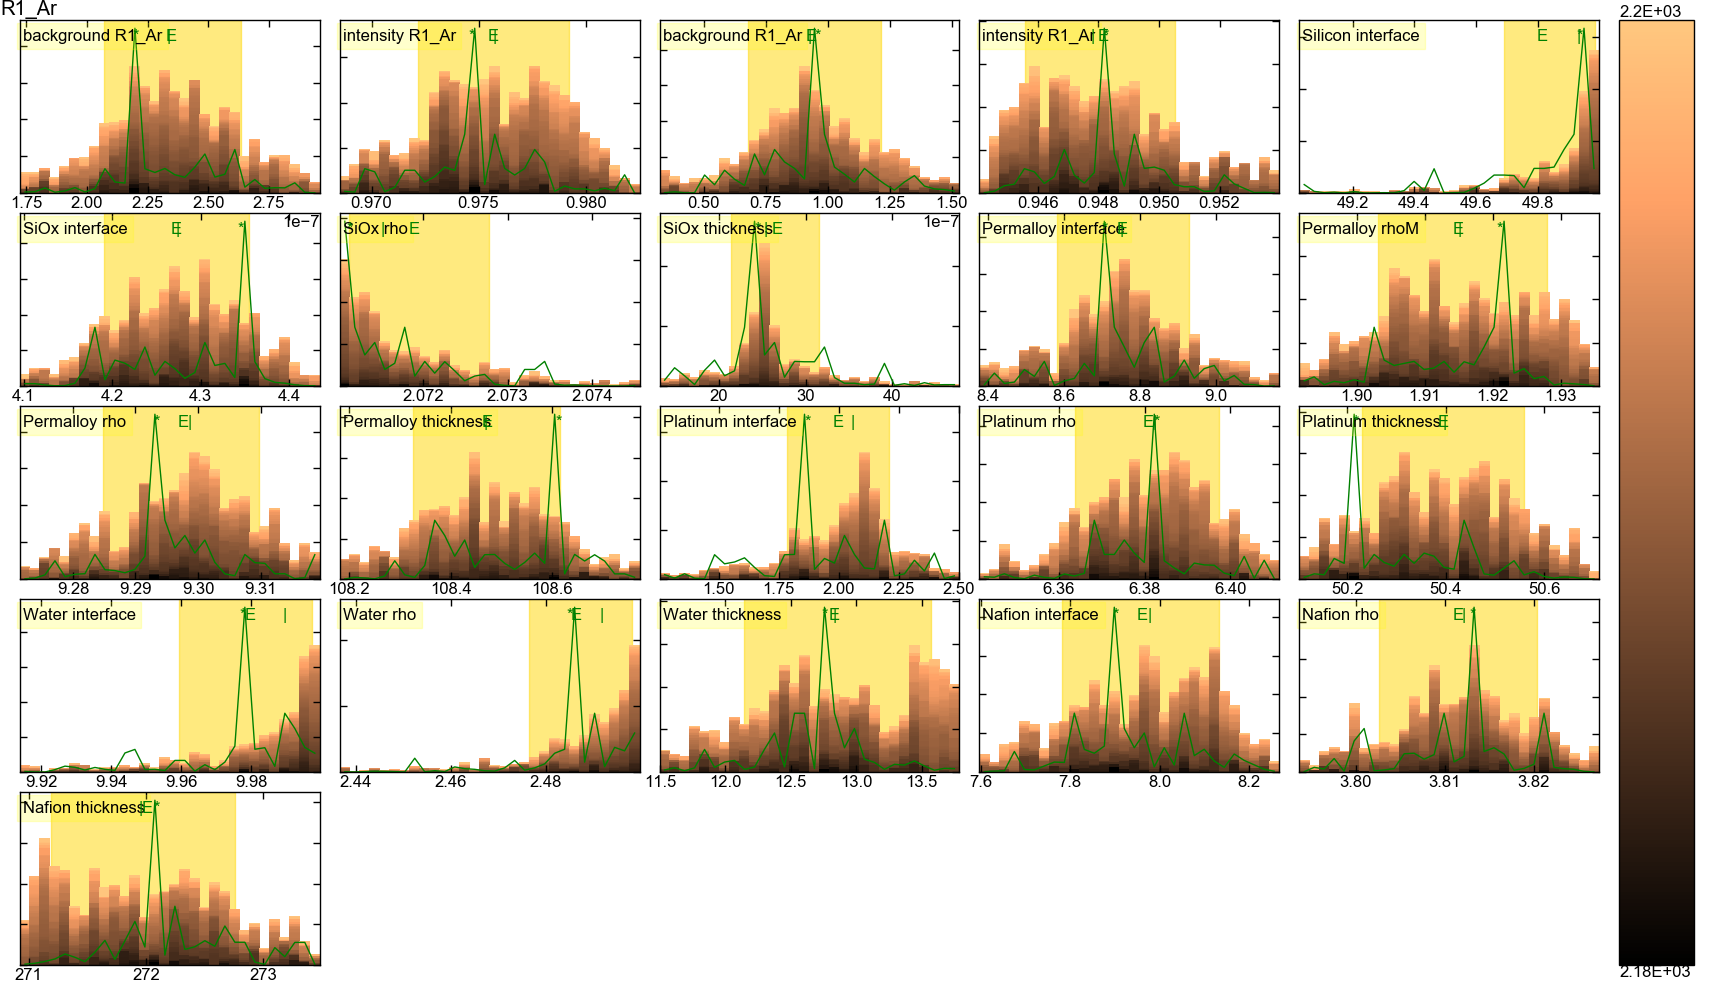 R1_Ar
2.2E+03
background R1_Ar | E
intensity R1_Ar * E|
background R1_Ar E|*
intensity R1_Ar | E*
Silicon interface E | *
1.75 2.00 2.25 2.50 2.75
0.970 0.975 0.980
0.50 0.75 1.00 1.25 1.50
0.946 0.948 0.950 0.952
49.2 49.4 49.6 49.8
1e-7
1e-7
SiOx interface E| *
SiOx rho | E
SiOx thickness * | E
Permalloy interface * E
Permalloy rhoM E| *
4.1 4.2 4.3 4.4
2.072 2.073 2.074
20 30 40
8.4 8.6 8.8 9.0
1.90 1.91 1.92 1.93
Permalloy rho * E|
Permalloy thickness E *
Platinum interface * E |
Platinum rho E|*
Platinum thickness * E
9.28 9.29 9.30 9.31
108.2 108.4 108.6
1.50 1.75 2.00 2.25 2.50
6.36 6.38 6.40
50.2 50.4 50.6
Water interface *E |
Water rho *E |
Water thickness * E
Nafion interface * E|
Nafion rho E| *
9.92 9.94 9.96 9.98
2.44 2.46 2.48
11.5 12.0 12.5 13.0 13.5
7.6 7.8 8.0 8.2
3.80 3.81 3.82
Nafion thickness |E *
271 272 273
2.18E+03